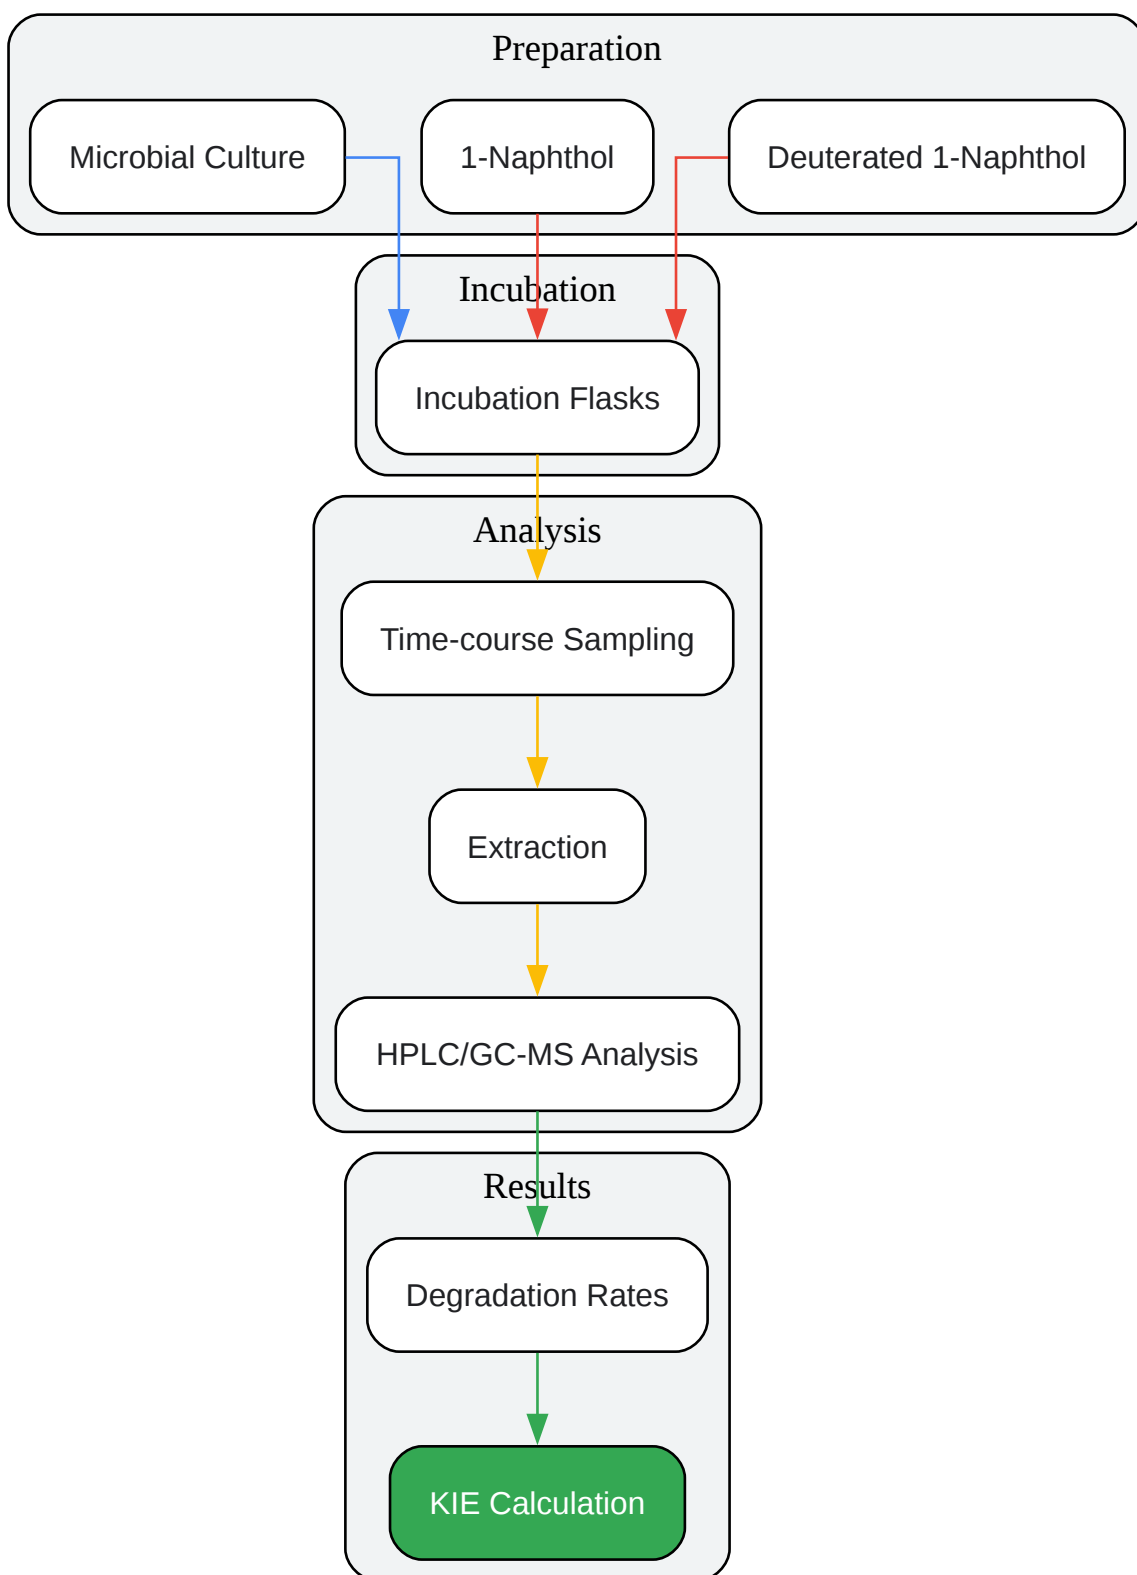 Preparation
Microbial Culture
1-Naphthol
Deuterated 1-Naphthol
Incubation
Incubation Flasks
Analysis
Time-course Sampling
Extraction
HPLC/GC-MS Analysis
Results
Degradation Rates
KIE Calculation